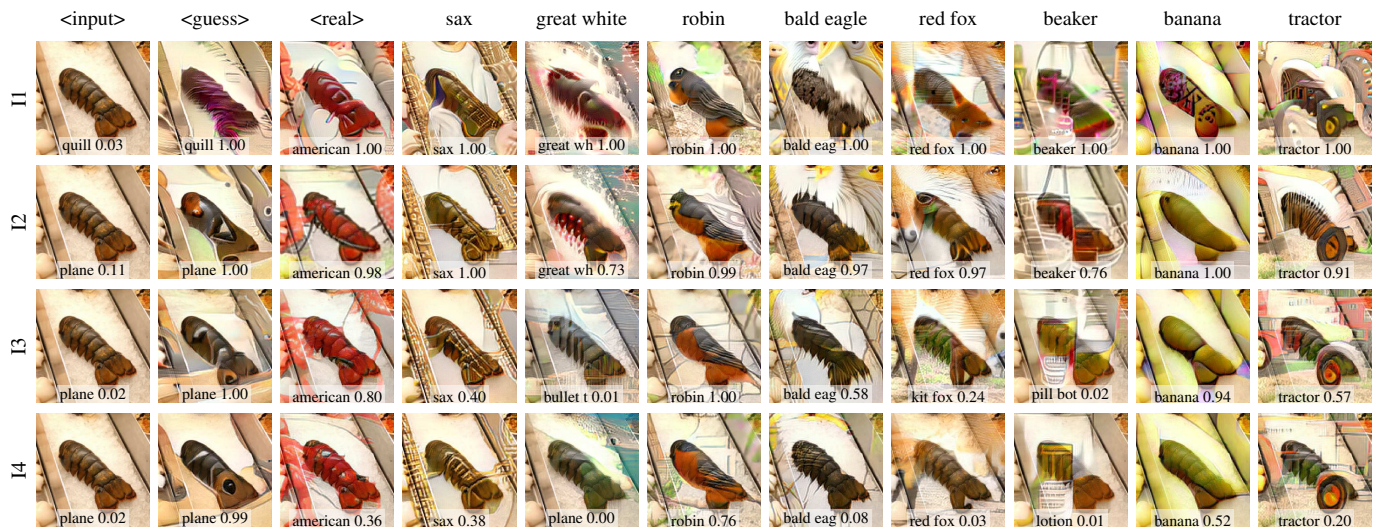 <input> <guess> <real> sax great white robin bald eagle red fox beaker banana tractor
I1
quill 0.03 quill 1.00 american 1.00 sax 1.00 great wh 1.00 robin 1.00 bald eag 1.00 red fox 1.00 beaker 1.00 banana 1.00 tractor 1.00
I2
plane 0.11 plane 1.00 american 0.98 sax 1.00 great wh 0.73 robin 0.99 bald eag 0.97 red fox 0.97 beaker 0.76 banana 1.00 tractor 0.91
I3
plane 0.02 plane 1.00 american 0.80 sax 0.40 bullet t 0.01 robin 1.00 bald eag 0.58 kit fox 0.24 pill bot 0.02 banana 0.94 tractor 0.57
I4
plane 0.02 plane 0.99 american 0.36 sax 0.38 plane 0.00 robin 0.76 bald eag 0.08 red fox 0.03 lotion 0.01 banana 0.52 tractor 0.20